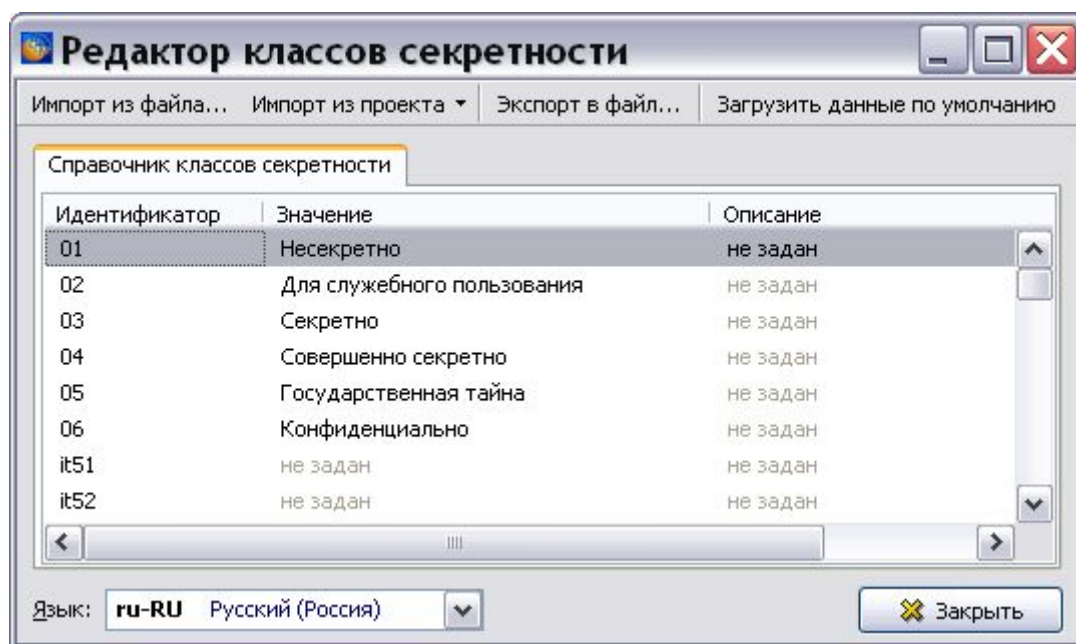 Редактор классов секретности
Импорт из файла... Импорт из проекта Экспорт в файл... Загрузить данные по умолчанию
Справочник классов секретности
Идентификатор Значение Описание
01 Несекретно не задан
02 Для служебного пользования не задан
03 Секретно не задан
04 Совершенно секретно не задан
05 Государственная тайна не задан
06 Конфиденциально не задан
it51 не задан не задан
it52 не задан не задан
Язык: ru-RU Русский (Россия) Закрыть